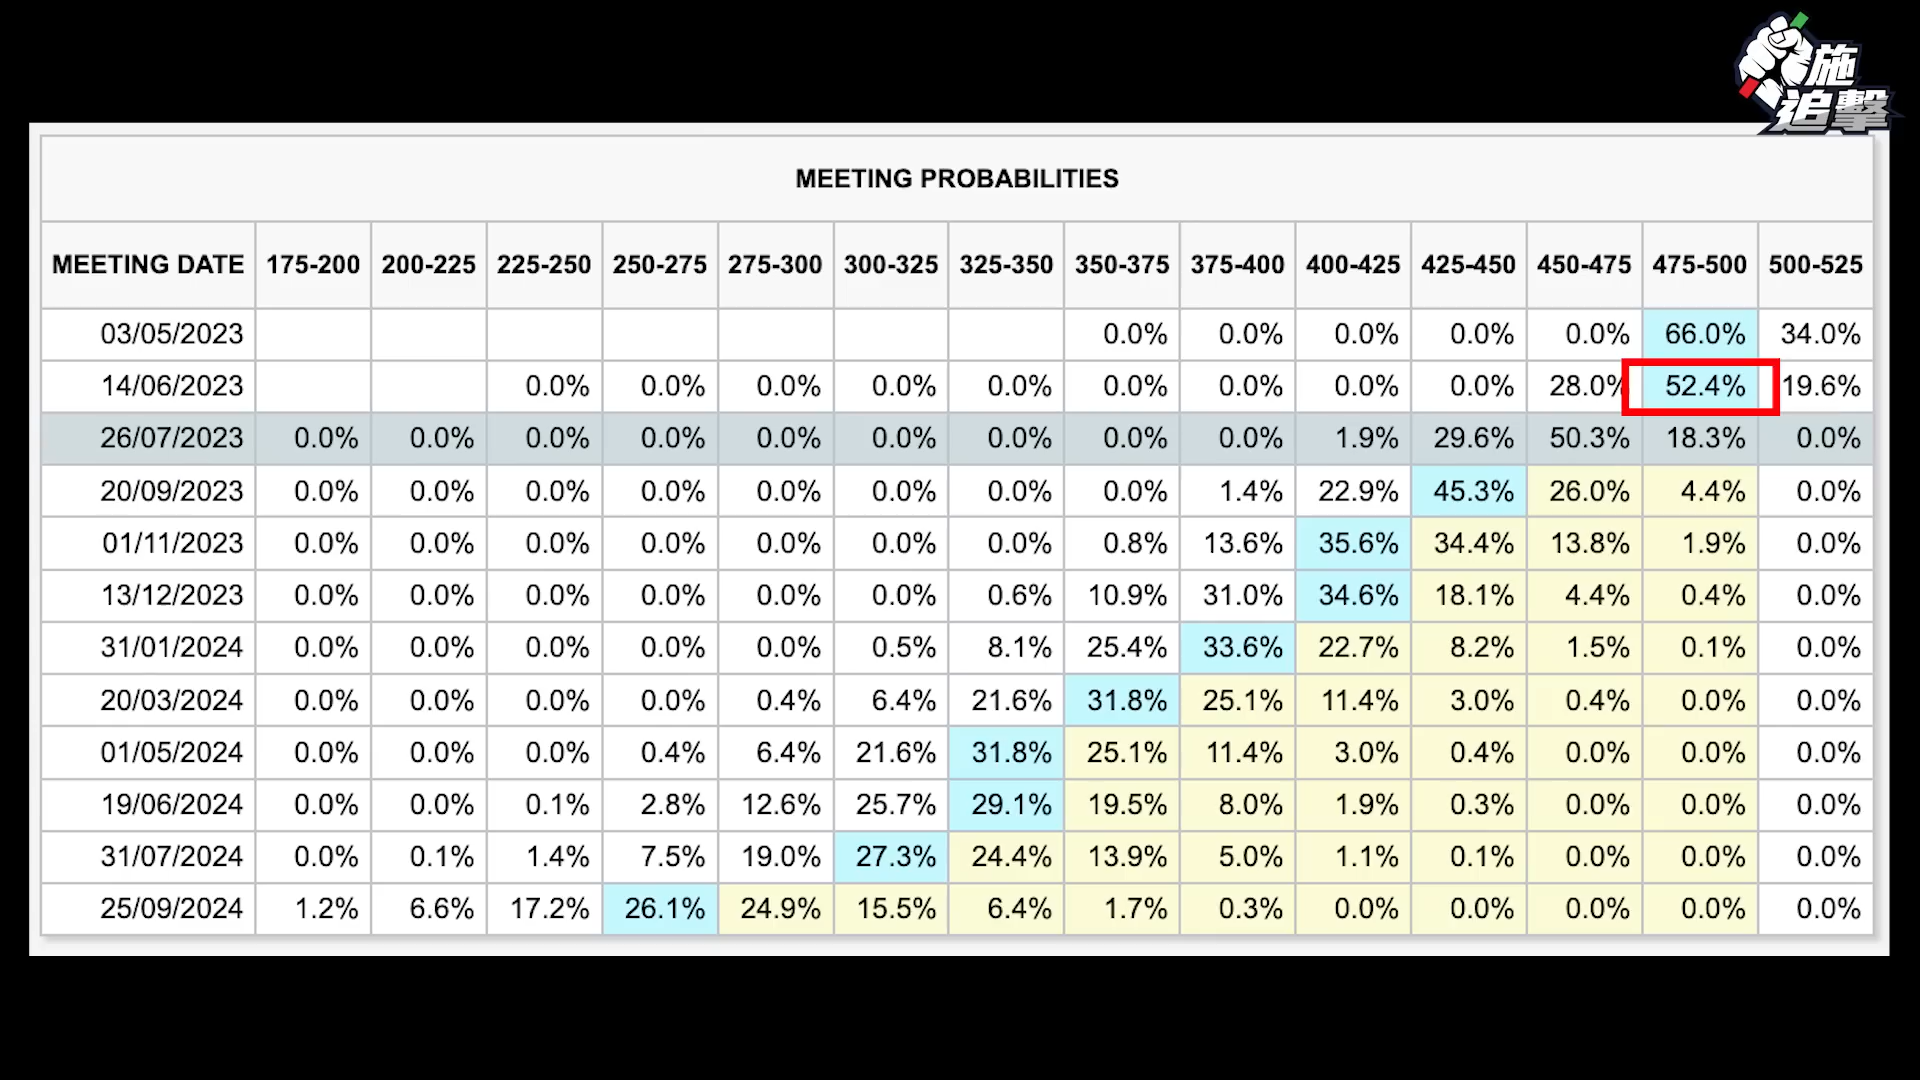 施
追擊
MEETING PROBABILITIES
MEETING DATE 175-200 200-225 225-250 250-275 275-300 300-325 325-350 350-375 375-400 400-425 425-450 450-475 475-500 500-525
03/05/2023 0.0% 0.0% 0.0% 0.0% 0.0% 66.0% 34.0%
14/06/2023 0.0% 0.0% 0.0% 0.0% 0.0% 0.0% 0.0% 0.0% 0.0% 28.0% 52.4% 19.6%
26/07/2023 0.0% 0.0% 0.0% 0.0% 0.0% 0.0% 0.0% 0.0% 0.0% 1.9% 29.6% 50.3% 18.3% 0.0%
20/09/2023 0.0% 0.0% 0.0% 0.0% 0.0% 0.0% 0.0% 0.0% 1.4% 22.9% 45.3% 26.0% 4.4% 0.0%
01/11/2023 0.0% 0.0% 0.0% 0.0% 0.0% 0.0% 0.0% 0.8% 13.6% 35.6% 34.4% 13.8% 1.9% 0.0%
13/12/2023 0.0% 0.0% 0.0% 0.0% 0.0% 0.0% 0.6% 10.9% 31.0% 34.6% 18.1% 4.4% 0.4% 0.0%
31/01/2024 0.0% 0.0% 0.0% 0.0% 0.0% 0.5% 8.1% 25.4% 33.6% 22.7% 8.2% 1.5% 0.1% 0.0%
20/03/2024 0.0% 0.0% 0.0% 0.0% 0.4% 6.4% 21.6% 31.8% 25.1% 11.4% 3.0% 0.4% 0.0% 0.0%
01/05/2024 0.0% 0.0% 0.0% 0.4% 6.4% 21.6% 31.8% 25.1% 11.4% 3.0% 0.4% 0.0% 0.0% 0.0%
19/06/2024 0.0% 0.0% 0.1% 2.8% 12.6% 25.7% 29.1% 19.5% 8.0% 1.9% 0.3% 0.0% 0.0% 0.0%
31/07/2024 0.0% 0.1% 1.4% 7.5% 19.0% 27.3% 24.4% 13.9% 5.0% 1.1% 0.1% 0.0% 0.0% 0.0%
25/09/2024 1.2% 6.6% 17.2% 26.1% 24.9% 15.5% 6.4% 1.7% 0.3% 0.0% 0.0% 0.0% 0.0% 0.0%